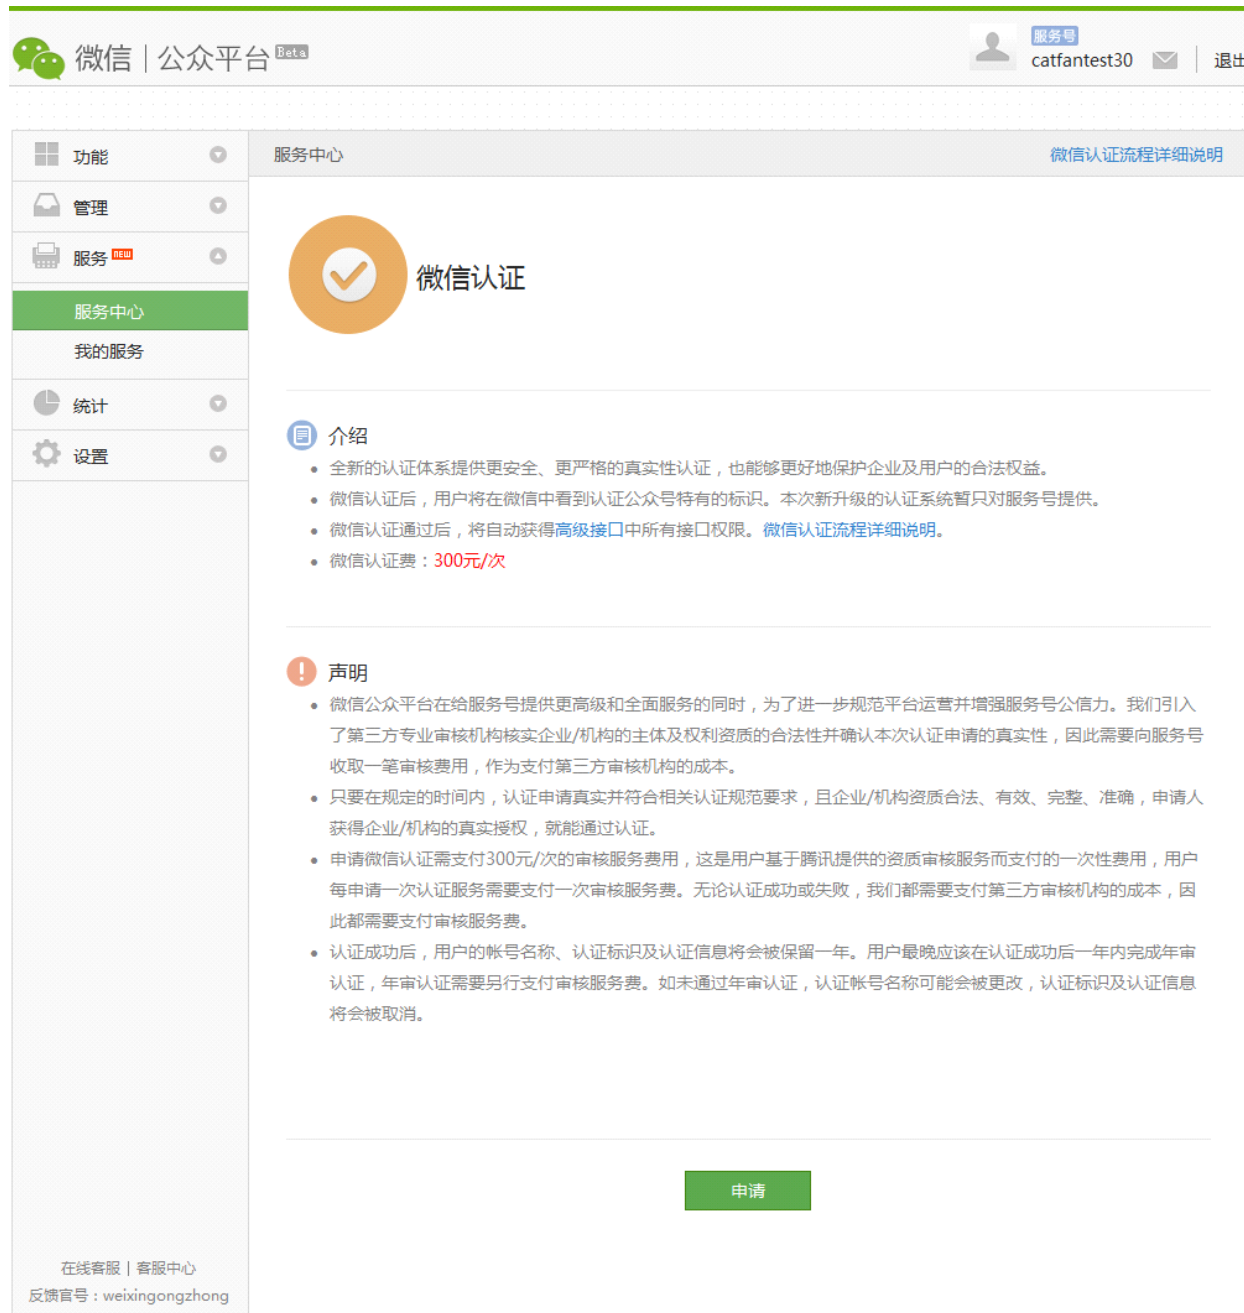 微信 | 公众平台 Beta
服务号
catfantest30
退出
功能
管理
服务 NEW
服务中心
我的服务
统计
设置
服务中心
微信认证流程详细说明
微信认证
介绍
全新的认证体系提供更安全、更严格的真实性认证，也能够更好地保护企业及用户的合法权益。
微信认证后，用户将在微信中看到认证公众号特有的标识。本次新升级的认证系统暂只对服务号提供。
微信认证通过后，将自动获得高级接口中所有接口权限。微信认证流程详细说明。
微信认证费：300元/次
声明
微信公众平台在给服务号提供更高级和全面服务的同时，为了进一步规范平台运营并增强服务号公信力。我们引入
了第三方专业审核机构核实企业/机构的主体及权利资质的合法性并确认本次认证申请的真实性，因此需要向服务号
收取一笔审核费用，作为支付第三方审核机构的成本。
只要在规定的时间内，认证申请真实并符合相关认证规范要求，且企业/机构资质合法、有效、完整、准确，申请人
获得企业/机构的真实授权，就能通过认证。
申请微信认证需支付300元/次的审核服务费用，这是用户基于腾讯提供的资质审核服务而支付的一次性费用，用户
每申请一次认证服务需要支付一次审核服务费。无论认证成功或失败，我们都需要支付第三方审核机构的成本，因
此都需要支付审核服务费。
认证成功后，用户的帐号名称、认证标识及认证信息将会被保留一年。用户最晚应该在认证成功后一年内完成年审
认证，年审认证需要另行支付审核服务费。如未通过年审认证，认证帐号名称可能会被更改，认证标识及认证信息
将会被取消。
申请
在线客服 | 客服中心
反馈官号：weixingongzhong